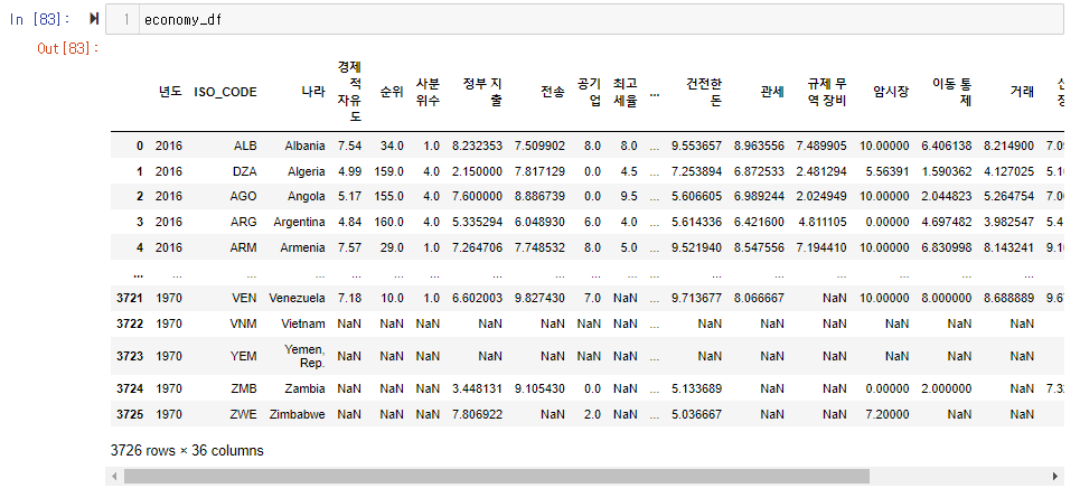 In [83]: 1 economy_df
Out[83]:
년도 ISO_CODE 나라 경제적 자유도 순위 사분위수 정부 지출 전송 공기업 최고세율 ... 건전한 돈 관세 규제 무역 장비 암시장 이동 통제 거래
0 2016 ALB Albania 7.54 34.0 1.0 8.232353 7.509902 8.0 8.0 ... 9.553657 8.963556 7.489905 10.00000 6.406138 8.214900 7.0
1 2016 DZA Algeria 4.99 159.0 4.0 2.150000 7.817129 0.0 4.5 ... 7.253894 6.872533 2.481294 5.56391 1.590362 4.127025 5.1
2 2016 AGO Angola 5.17 155.0 4.0 7.600000 8.886739 0.0 9.5 ... 5.606605 6.989244 2.024949 10.00000 2.044823 5.264754 7.0
3 2016 ARG Argentina 4.84 160.0 4.0 5.335294 6.048930 6.0 4.0 ... 5.614336 6.421600 4.811105 0.00000 4.697482 3.982547 5.4
4 2016 ARM Armenia 7.57 29.0 1.0 7.264706 7.748532 8.0 5.0 ... 9.521940 8.547556 7.194410 10.00000 6.830998 8.143241 9.1
... ... ... ... ... ... ... ... ... ... ... ... ... ... ... ... ... ...
3721 1970 VEN Venezuela 7.18 10.0 1.0 6.602003 9.827430 7.0 NaN ... 9.713677 8.066667 NaN 10.00000 8.000000 8.688889 9.6
3722 1970 VNM Vietnam NaN NaN NaN NaN NaN NaN NaN ... NaN NaN NaN NaN NaN NaN
3723 1970 YEM Yemen, Rep. NaN NaN NaN NaN NaN NaN NaN ... NaN NaN NaN NaN NaN NaN
3724 1970 ZMB Zambia NaN NaN NaN 3.448131 9.105430 0.0 NaN ... 5.133689 NaN NaN 0.00000 2.000000 NaN 7.3
3725 1970 ZWE Zimbabwe NaN NaN NaN 7.806922 NaN 2.0 NaN ... 5.036667 NaN NaN 7.20000 NaN NaN
3726 rows × 36 columns